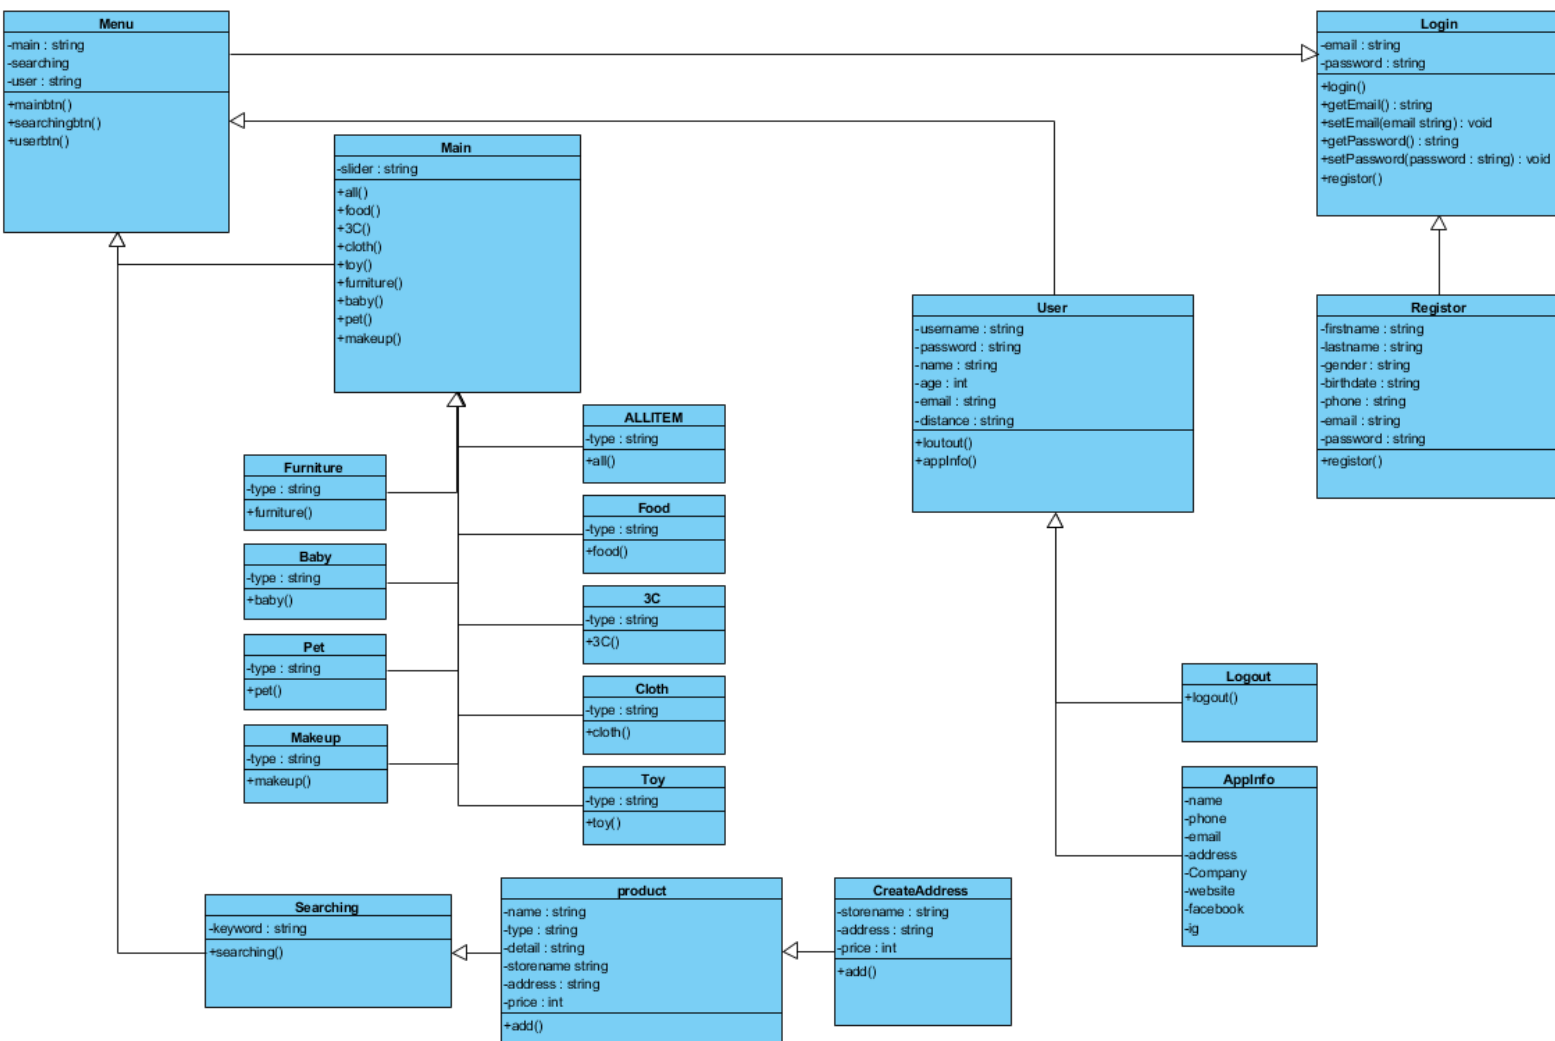 Menu
-main : string
-searching
-user : string
+mainbtn()
+searchingbtn()
+userbtn()
Login
-email : string
-password : string
+login()
+getEmail() : string
+setEmail(email string) : void
+getPassword() : string
+setPassword(password : string) : void
+registor()
Main
-slider : string
+all()
+food()
+3C()
+cloth()
+toy()
+furniture()
+baby()
+pet()
+makeup()
User
-username : string
-password : string
-name : string
-age : int
-email : string
-distance : string
+loutout()
+appInfo()
Registor
-firstname : string
-lastname : string
-gender : string
-birthdate : string
-phone : string
-email : string
-password : string
+registor()
Furniture
-type : string
+furniture()
Baby
-type : string
+baby()
Pet
-type : string
+pet()
Makeup
-type : string
+makeup()
ALLITEM
-type : string
+all()
Food
-type : string
+food()
3C
-type : string
+3C()
Cloth
-type : string
+cloth()
Toy
-type : string
+toy()
Logout
+logout()
AppInfo
-name
-phone
-email
-address
-Company
-website
-facebook
-ig
Searching
-keyword : string
+searching()
product
-name : string
-type : string
-detail : string
-storename string
-address : string
-price : int
+add()
CreateAddress
-storename : string
-address : string
-price : int
+add()